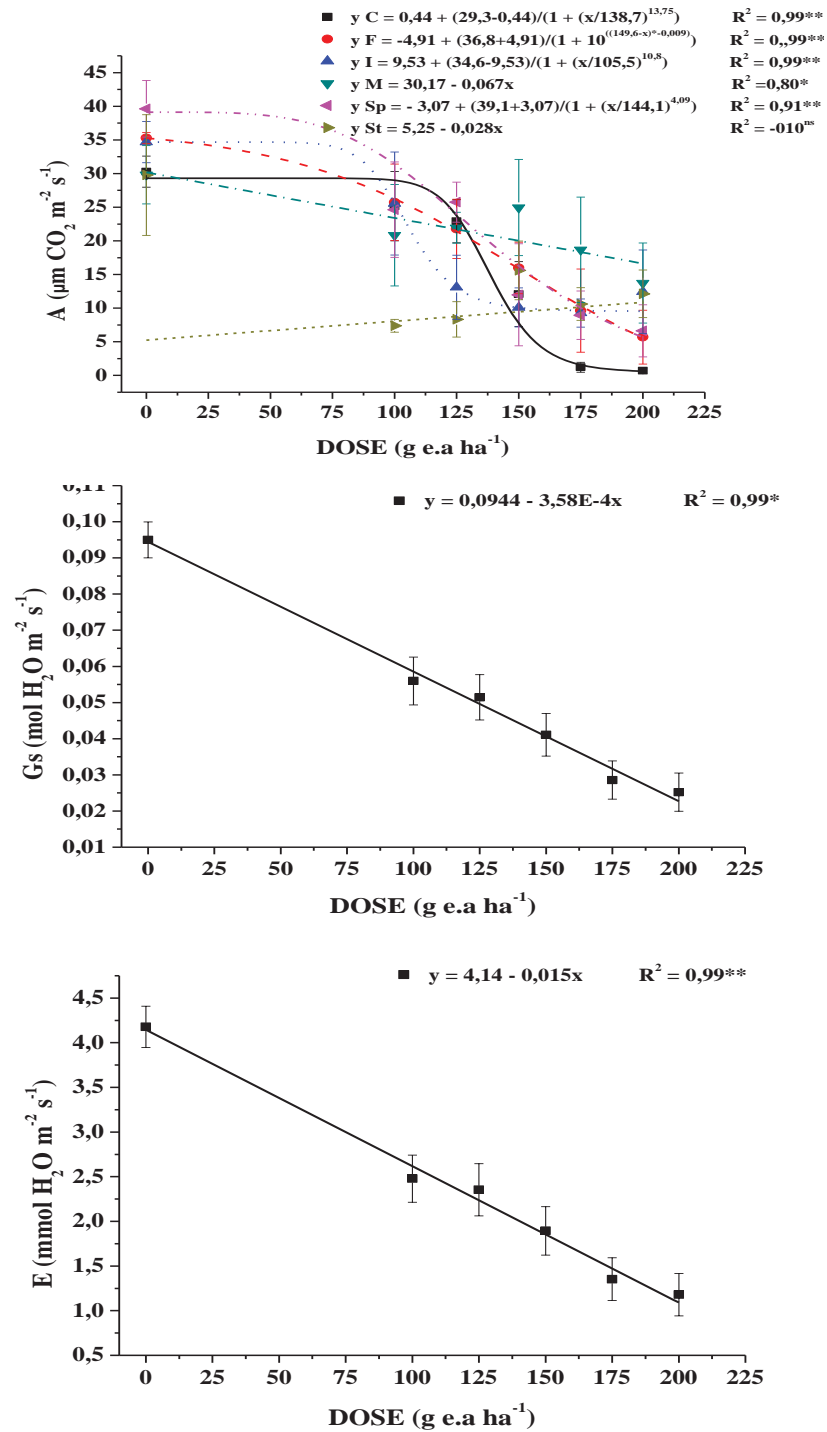 y C = 0,44 + (29,3-0,44)/(1 + (x/138,7)^13,75) R² = 0,99**
y F = -4,91 + (36,8+4,91)/(1 + 10^((149,6-x)*-0,009)) R² = 0,,99**
y I = 9,53 + (34,6-9,53)/(1 + (x/105,5)^10,8) R² = 0,99**
y M = 30,17 - 0,067x R² =0,80*
y Sp = - 3,07 + (39,1+3,07)/(1 + (x/144,1)^4,09) R² = 0,91**
y St = 5,25 - 0,028x R² = -010^ns
45
40
35
30
25
20
15
10
5
0
A (µm CO₂ m⁻² s⁻¹)
0 25 50 75 100 125 150 175 200 225
DOSE (g e.a ha⁻¹)
y = 0,0944 - 3,58E-4x R² = 0,99*
0,11
0,10
0,09
0,08
0,07
0,06
0,05
0,04
0,03
0,02
0,01
Gs (mol H₂O m⁻² s⁻¹)
0 25 50 75 100 125 150 175 200
DOSE (g e.a ha⁻¹)
y = 4,14 - 0,015x R² = 0,99**
4,5
4,0
3,5
3,0
2,5
2,0
1,5
1,0
0,5
E (mmol H₂O m⁻² s⁻¹)
0 25 50 75 100 125 150 175 200
DOSE (g e.a ha⁻¹)